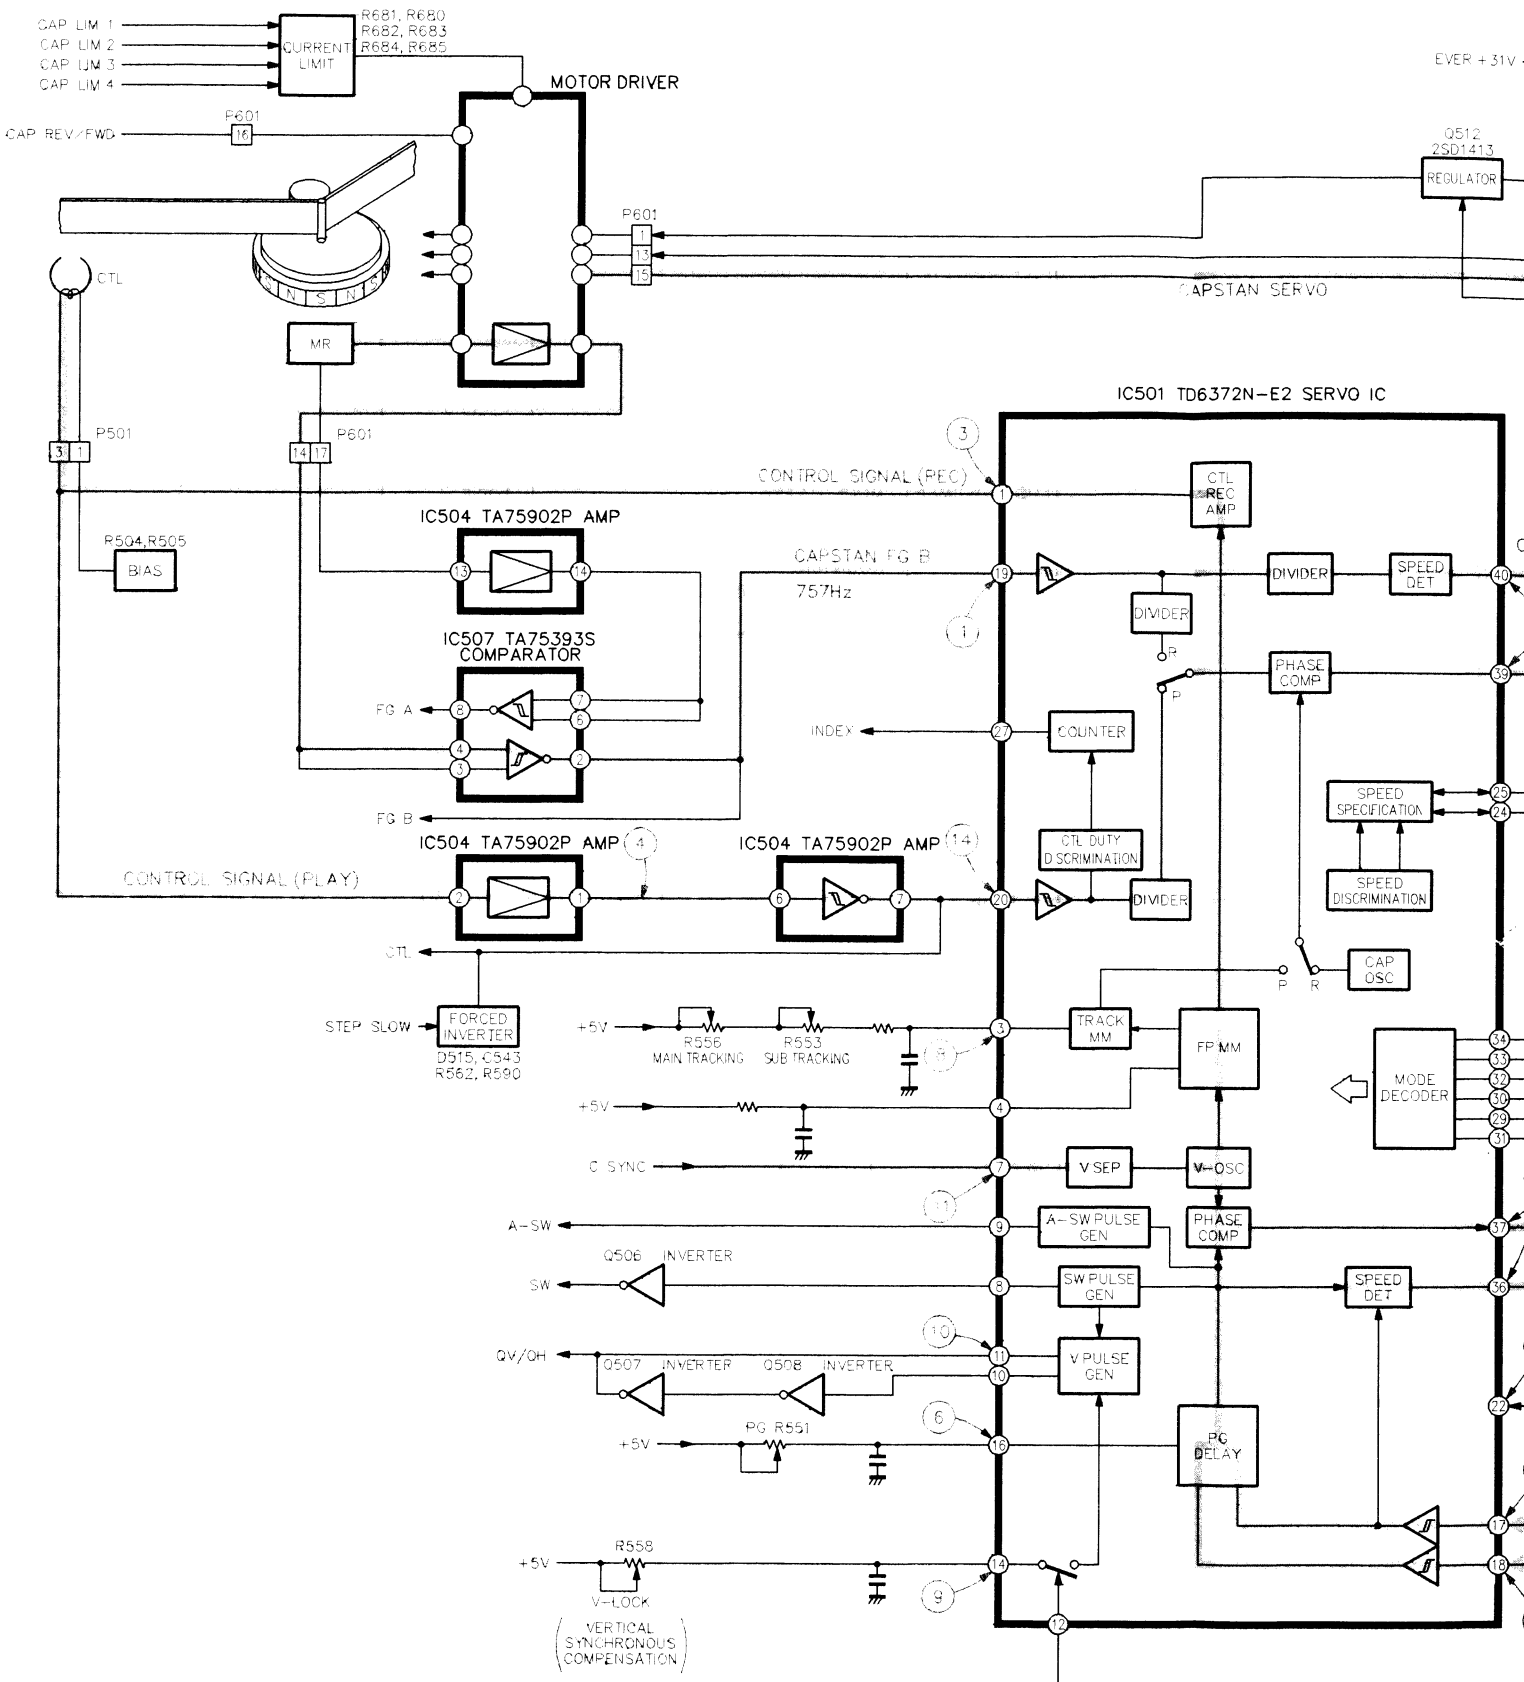 CAP LIM 1
CAP LIM 2
CAP LIM 3
CAP LIM 4
CURRENT
LIMIT
R681, R680
R682, R683
R684, R685
MOTOR DRIVER
EVER +31V
CAP REV/FWD
P601
16
Q512
2SD1413
REGULATOR
P601
1
13
15
CAPSTAN SERVO
CTL
S N S N S
MR
P501
3 1
P601
14 17
IC501 TD6372N-E2 SERVO IC
3
CONTROL SIGNAL (REC)
1
CTL
REC
AMP
IC504 TA75902P AMP
13
14
R504,R505
BIAS
CAPSTAN FG B
757Hz
19
1
DIVIDER
SPEED
DET
40
DIVIDER
R
P
PHASE
COMP
39
IC507 TA75393S
COMPARATOR
FG A
8
7
6
4
3
2
FG B
INDEX
27
COUNTER
SPEED
SPECIFICATION
25
24
CTL DUTY
DISCRIMINATION
SPEED
DISCRIMINATION
IC504 TA75902P AMP
4
IC504 TA75902P AMP
14
CONTROL SIGNAL (PLAY)
2
1
6
7
20
DIVIDER
CTL
CAP
OSC
P
R
STEP SLOW
FORCED
INVERTER
D515, C543
R562, R590
+5V
R556
MAIN TRACKING
R553
SUB TRACKING
8
3
TRACK
MM
FP MM
MODE
DECODER
34
33
32
30
29
31
+5V
4
C SYNC
7
11
V SEP
V-OSC
A-SW
9
A-SW PULSE
GEN
PHASE
COMP
37
Q506 INVERTER
SW
8
SW PULSE
GEN
SPEED
DET
36
10
QV/QH
11
10
V PULSE
GEN
Q507 INVERTER
Q508 INVERTER
22
PG R551
+5V
6
16
PG
DELAY
17
18
R558
+5V
V-LOCK
14
9
12
VERTICAL
SYNCHRONOUS
COMPENSATION